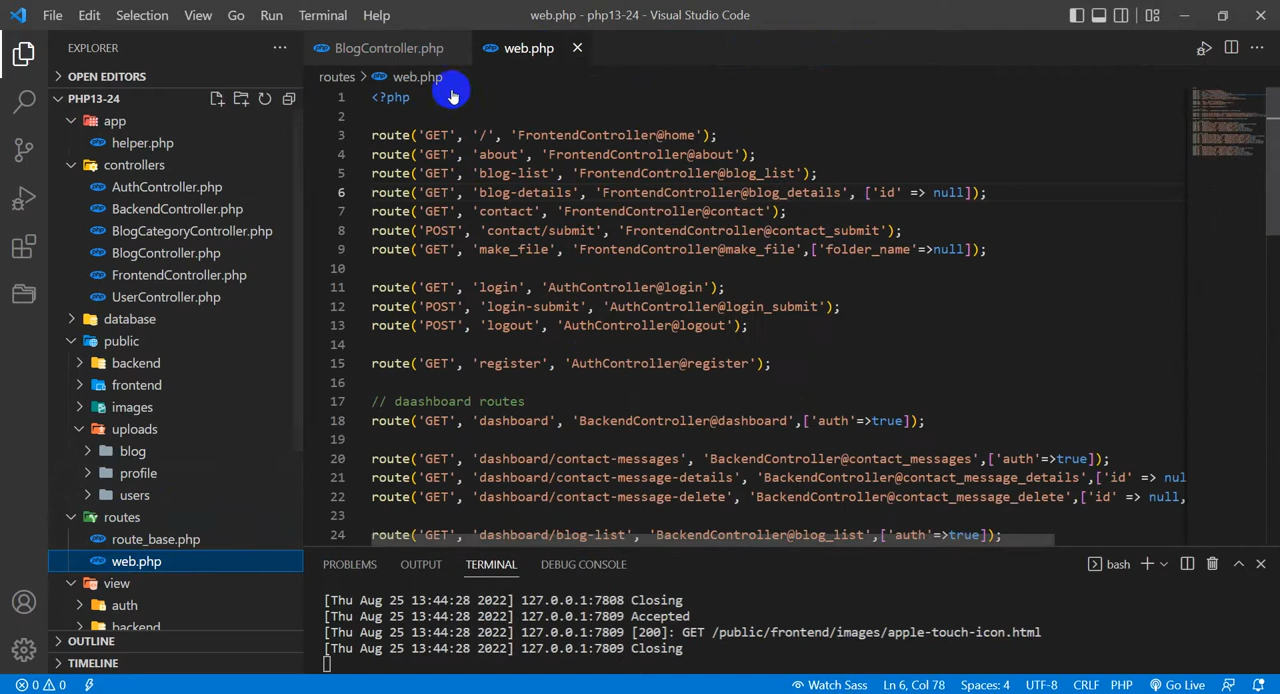 File Edit Selection View Go Run Terminal Help web.php - php13-24 - Visual Studio Code
EXPLORER
OPEN EDITORS
PHP13-24
app
helper.php
controllers
AuthController.php
BackendController.php
BlogCategoryController.php
BlogController.php
FrontendController.php
UserController.php
database
public
backend
frontend
images
uploads
blog
profile
users
routes
route_base.php
web.php
view
auth
backend
OUTLINE
TIMELINE
BlogController.php web.php
routes > web.php
1 <?php
2
3 route('GET', '/', 'FrontendController@home');
4 route('GET', 'about', 'FrontendController@about');
5 route('GET', 'blog-list', 'FrontendController@blog_list');
6 route('GET', 'blog-details', 'FrontendController@blog_details', ['id' => null]);
7 route('GET', 'contact', 'FrontendController@contact');
8 route('POST', 'contact/submit', 'FrontendController@contact_submit');
9 route('GET', 'make_file', 'FrontendController@make_file',['folder_name'=>null]);
10
11 route('GET', 'login', 'AuthController@login');
12 route('POST', 'login-submit', 'AuthController@login_submit');
13 route('POST', 'logout', 'AuthController@logout');
14
15 route('GET', 'register', 'AuthController@register');
16
17 // daashboard routes
18 route('GET', 'dashboard', 'BackendController@dashboard',['auth'=>true]);
19
20 route('GET', 'dashboard/contact-messages', 'BackendController@contact_messages',['auth'=>true]);
21 route('GET', 'dashboard/contact-message-details', 'BackendController@contact_message_details',['id' => nul
22 route('GET', 'dashboard/contact-message-delete', 'BackendController@contact_message_delete',['id' => null,
23
24 route('GET', 'dashboard/blog-list', 'BackendController@blog_list',['auth'=>true]);
PROBLEMS OUTPUT TERMINAL DEBUG CONSOLE bash
[Thu Aug 25 13:44:28 2022] 127.0.0.1:7808 Closing
[Thu Aug 25 13:44:28 2022] 127.0.0.1:7809 Accepted
[Thu Aug 25 13:44:28 2022] 127.0.0.1:7809 [200]: GET /public/frontend/images/apple-touch-icon.html
[Thu Aug 25 13:44:28 2022] 127.0.0.1:7809 Closing
0 0 Watch Sass Ln 6, Col 78 Spaces: 4 UTF-8 CRLF PHP Go Live